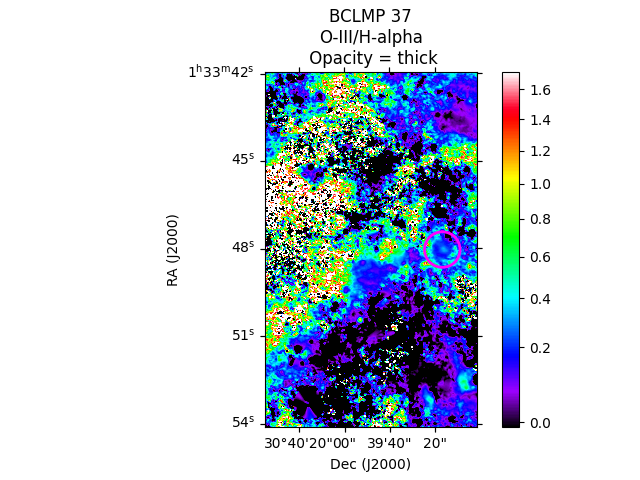 BCLMP 37
O-III/H-alpha
Opacity = thick
1h33m42s
45s
48s
51s
54s
RA (J2000)
30°40'20"00" 39'40" 20"
Dec (J2000)
1.6
1.4
1.2
1.0
0.8
0.6
0.4
0.2
0.0